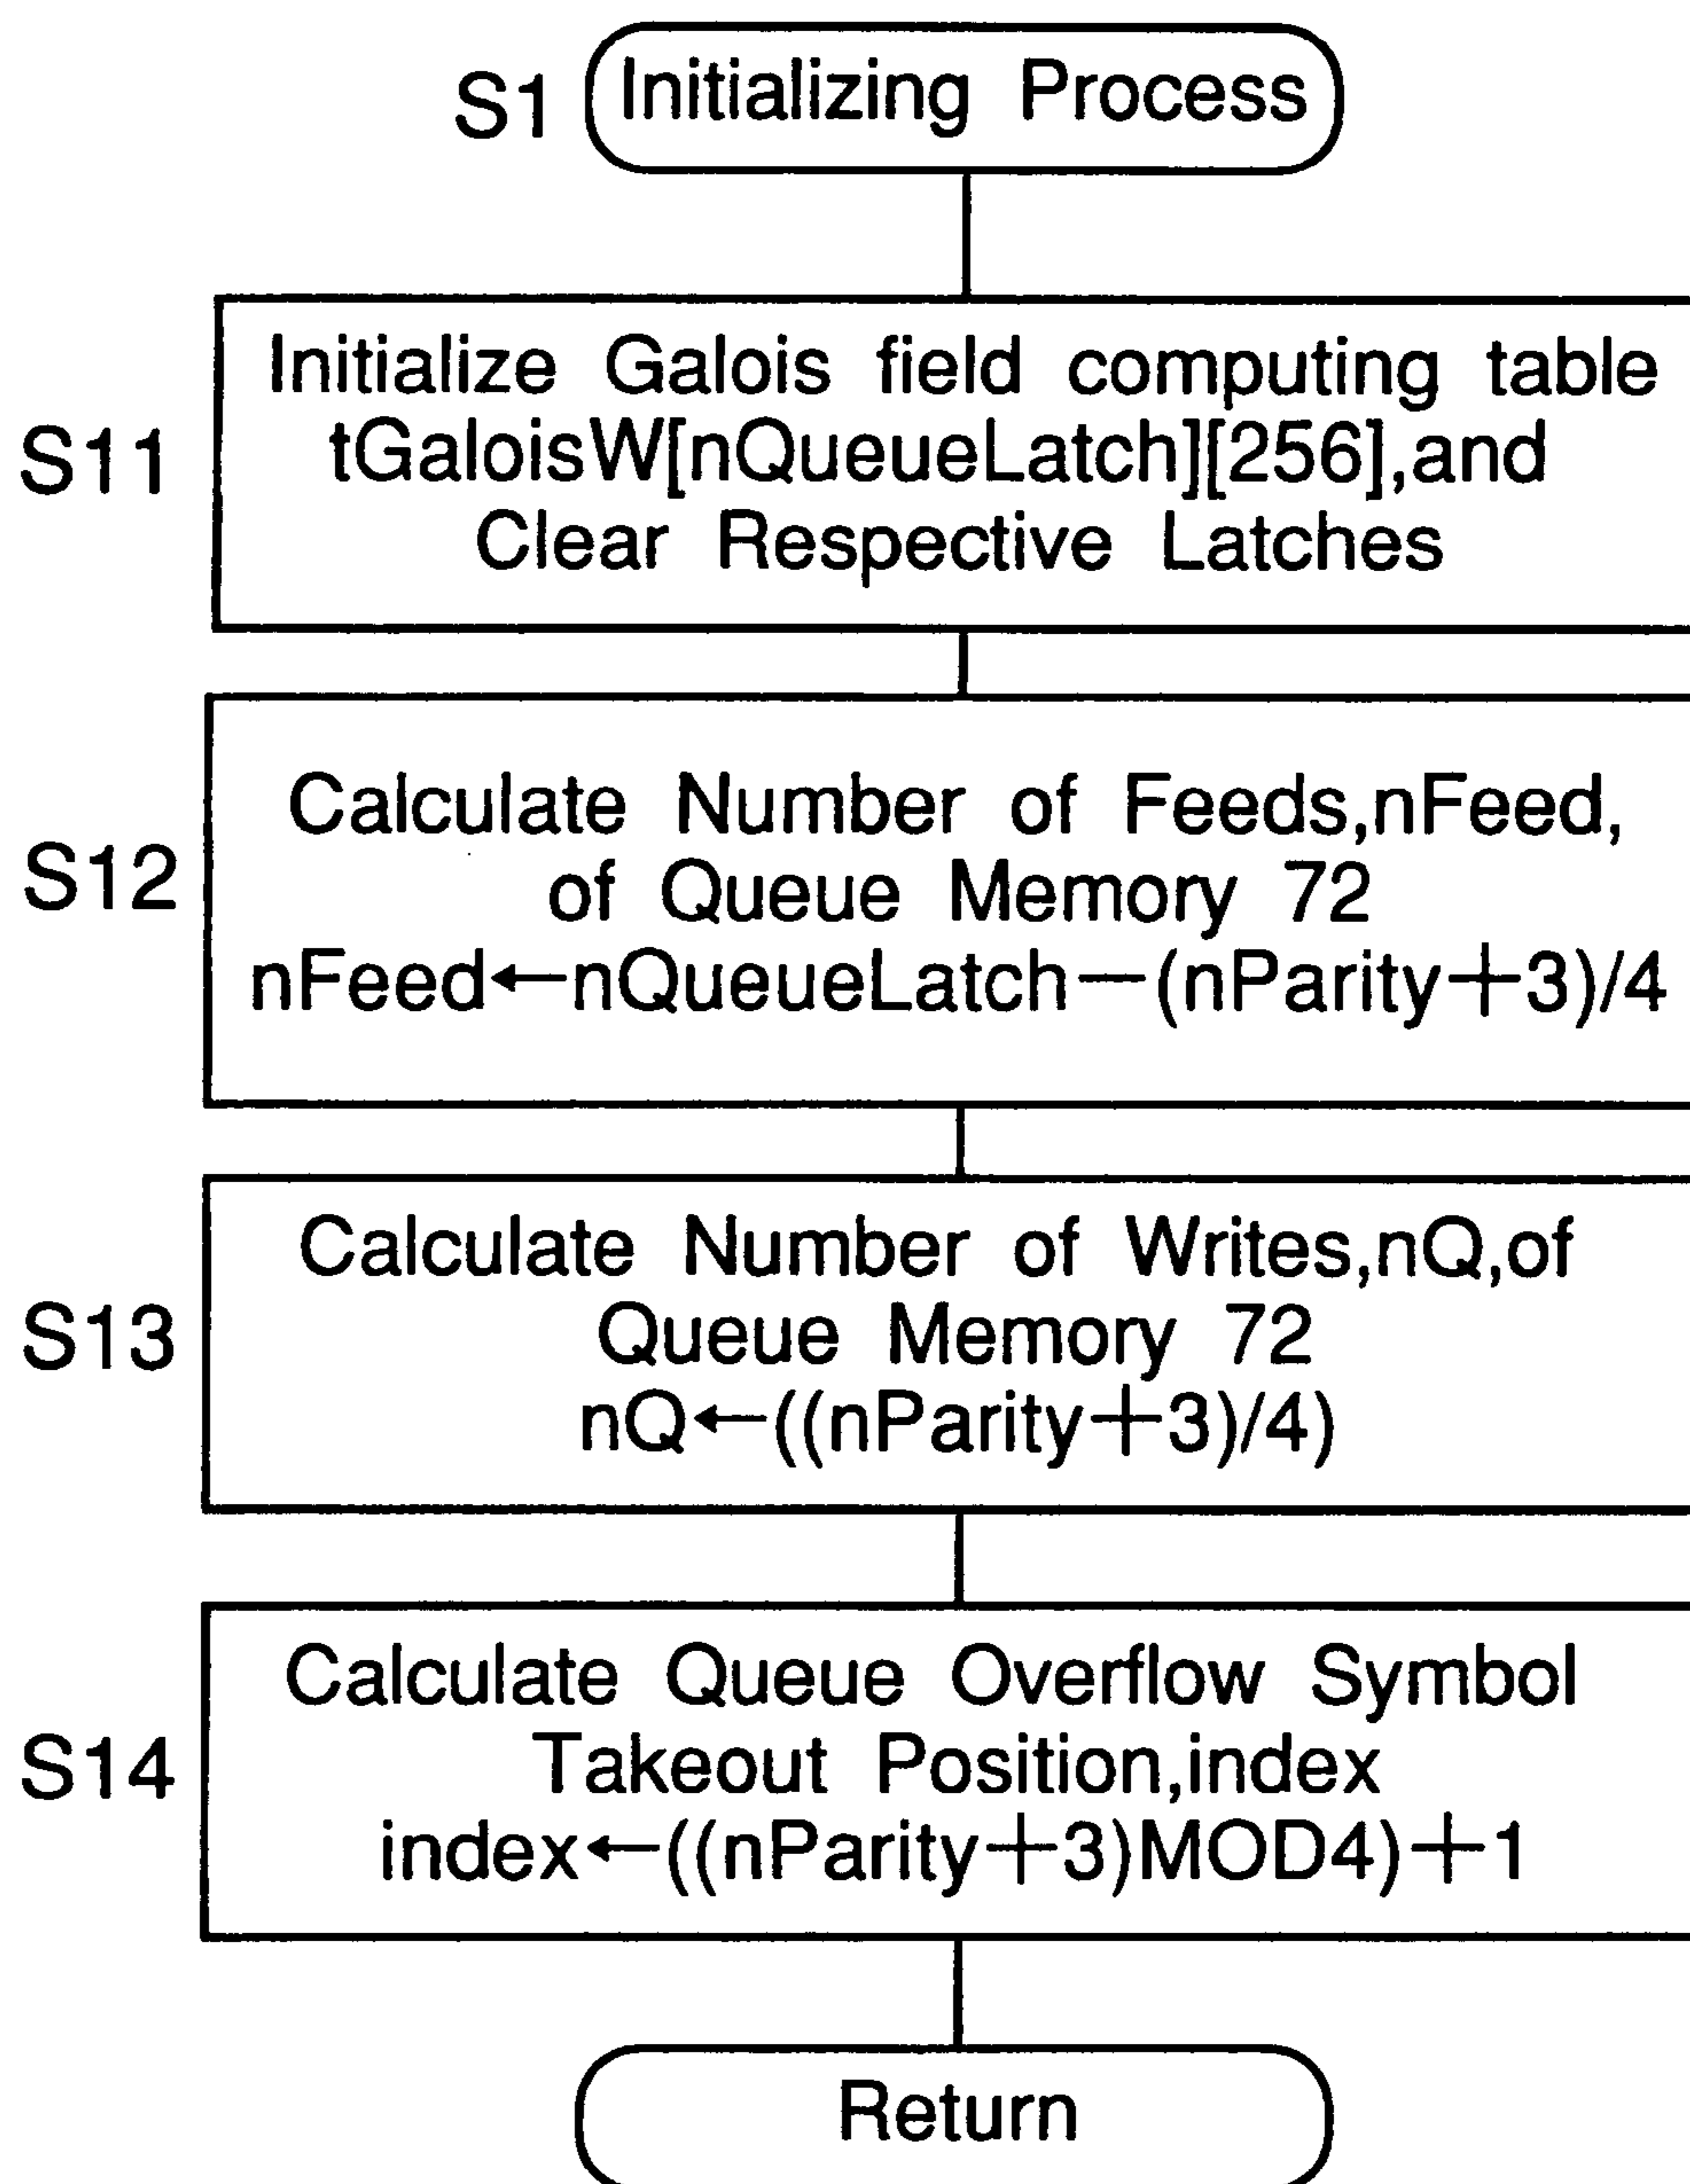 S1 Initializing Process
Initialize Galois field computing table
S11 tGaloisW[nQueueLatch][256],and
Clear Respective Latches
Calculate Number of Feeds,nFeed,
S12 of Queue Memory 72
nFeed←nQueueLatch—(nParity+3)/4
Calculate Number of Writes,nQ,of
S13 Queue Memory 72
nQ←((nParity+3)/4)
Calculate Queue Overflow Symbol
S14 Takeout Position,index
index←((nParity+3)MOD4)+1
Return